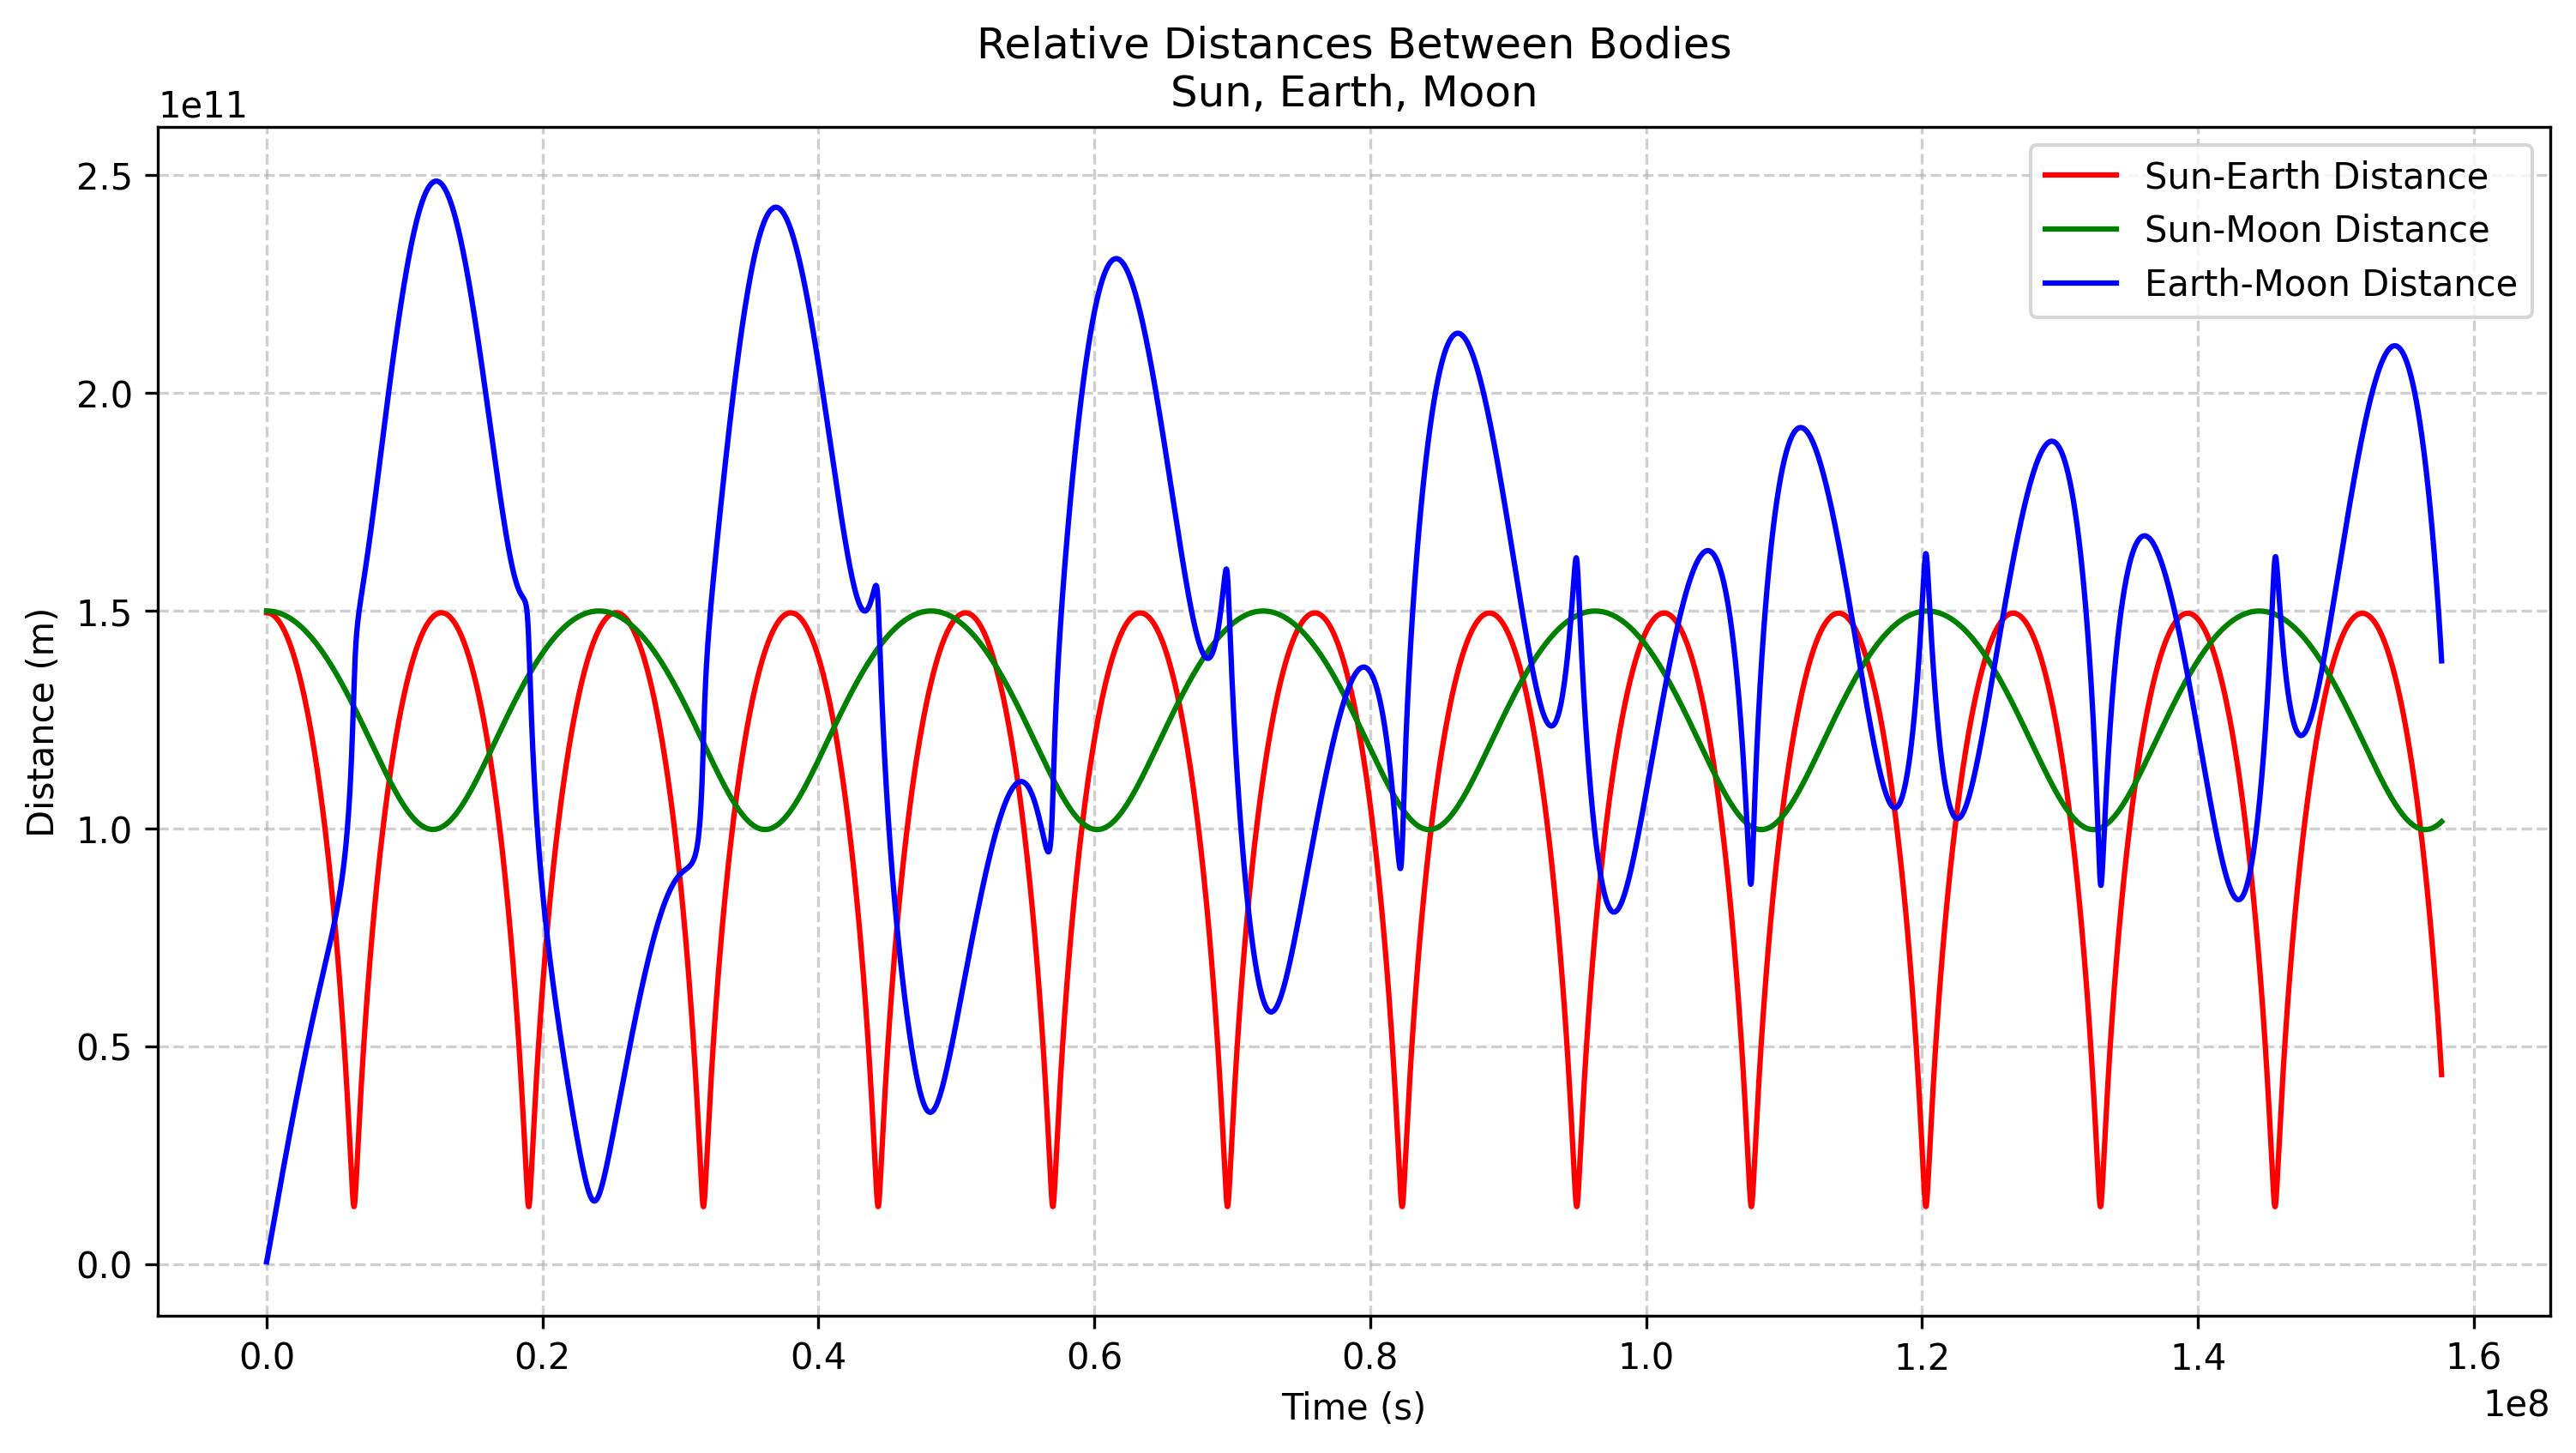 Relative Distances Between Bodies
Sun, Earth, Moon
1e11
2.5
2.0
1.5
1.0
0.5
0.0
Distance (m)
Sun-Earth Distance
Sun-Moon Distance
Earth-Moon Distance
0.0 0.2 0.4 0.6 0.8 1.0 1.2 1.4 1.6
1e8
Time (s)